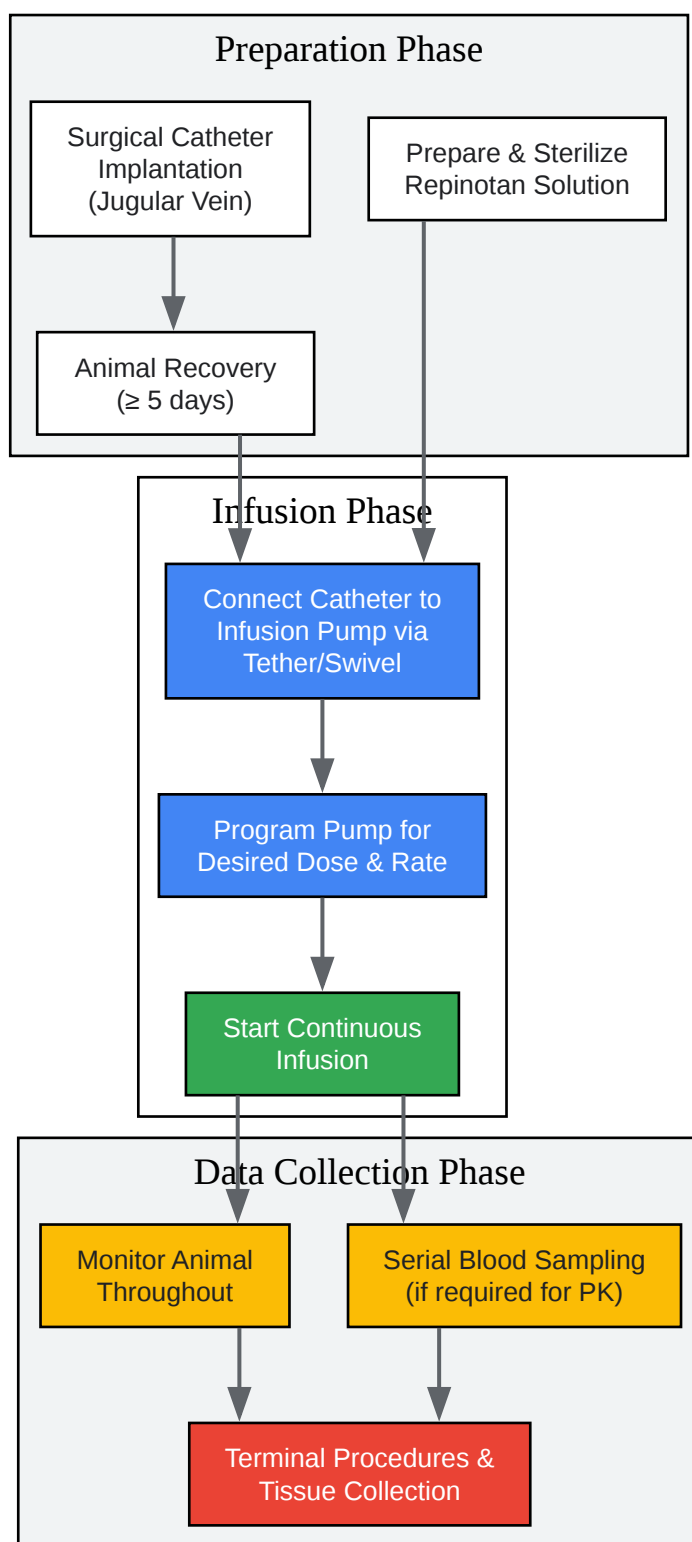 Preparation Phase
Surgical Catheter
Implantation
(Jugular Vein)
Prepare & Sterilize
Repinotan Solution
Animal Recovery
(≥ 5 days)
Infusion Phase
Connect Catheter to
Infusion Pump via
Tether/Swivel
Program Pump for
Desired Dose & Rate
Start Continuous
Infusion
Data Collection Phase
Monitor Animal
Throughout
Serial Blood Sampling
(if required for PK)
Terminal Procedures &
Tissue Collection